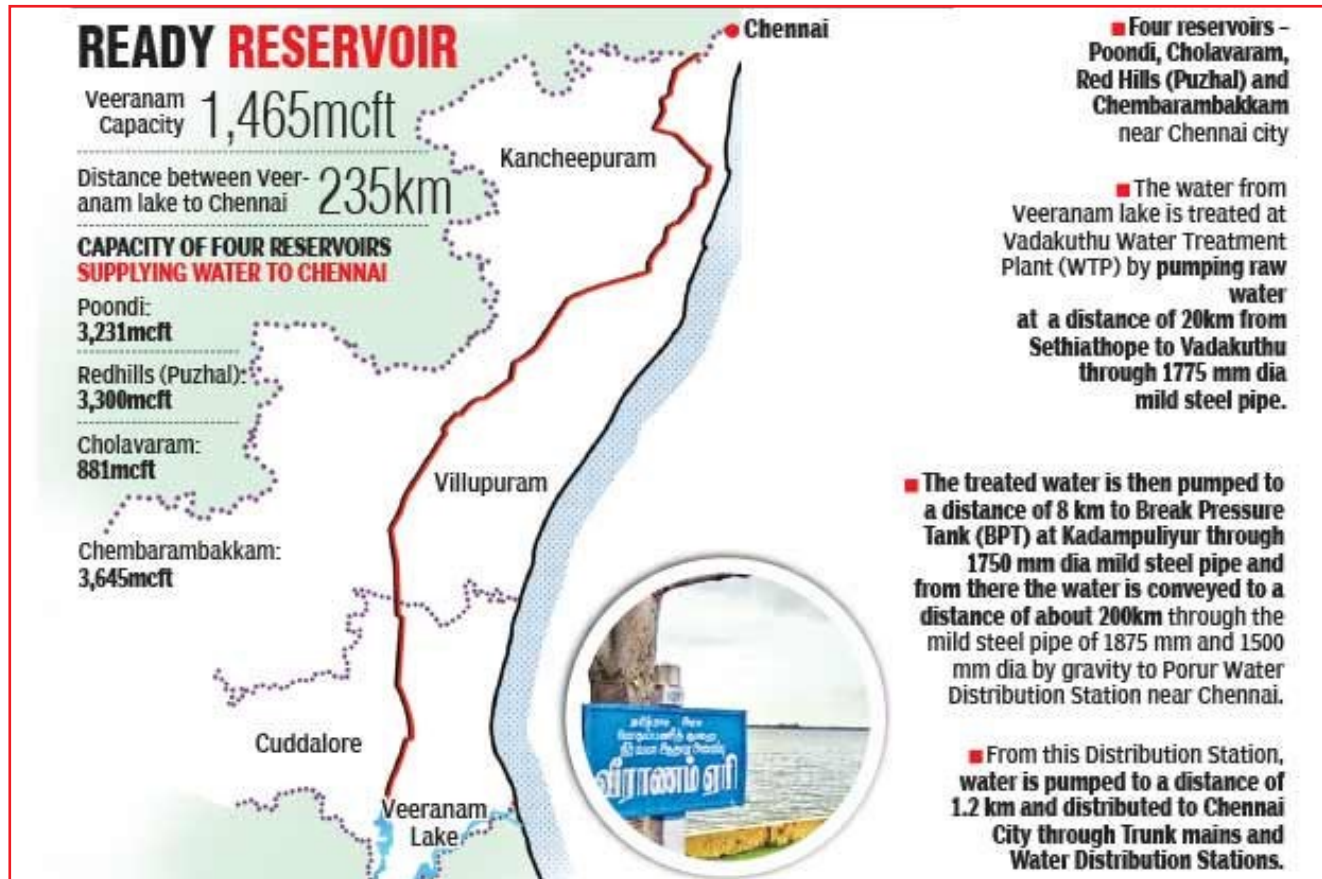 READY RESERVOIR
Veeranam
Capacity 1,465mcft
Distance between Veer-
anam lake to Chennai 235km
CAPACITY OF FOUR RESERVOIRS
SUPPLYING WATER TO CHENNAI
Poondi:
3,231mcft
Redhills (Puzhal):
3,300mcft
Cholavaram:
881mcft
Chembarambakkam:
3,645mcft
Chennai
Kancheepuram
Villupuram
Cuddalore
Veeranam
Lake
வீராணம் ஏரி
Four reservoirs –
Poondi, Cholavaram,
Red Hills (Puzhal) and
Chembarambakkam
near Chennai city
The water from
Veeranam lake is treated at
Vadakuthu Water Treatment
Plant (WTP) by pumping raw
water
at a distance of 20km from
Sethiathope to Vadakuthu
through 1775 mm dia
mild steel pipe.
The treated water is then pumped to
a distance of 8 km to Break Pressure
Tank (BPT) at Kadampuliyur through
1750 mm dia mild steel pipe and
from there the water is conveyed to a
distance of about 200km through the
mild steel pipe of 1875 mm and 1500
mm dia by gravity to Porur Water
Distribution Station near Chennai.
From this Distribution Station,
water is pumped to a distance of
1.2 km and distributed to Chennai
City through Trunk mains and
Water Distribution Stations.